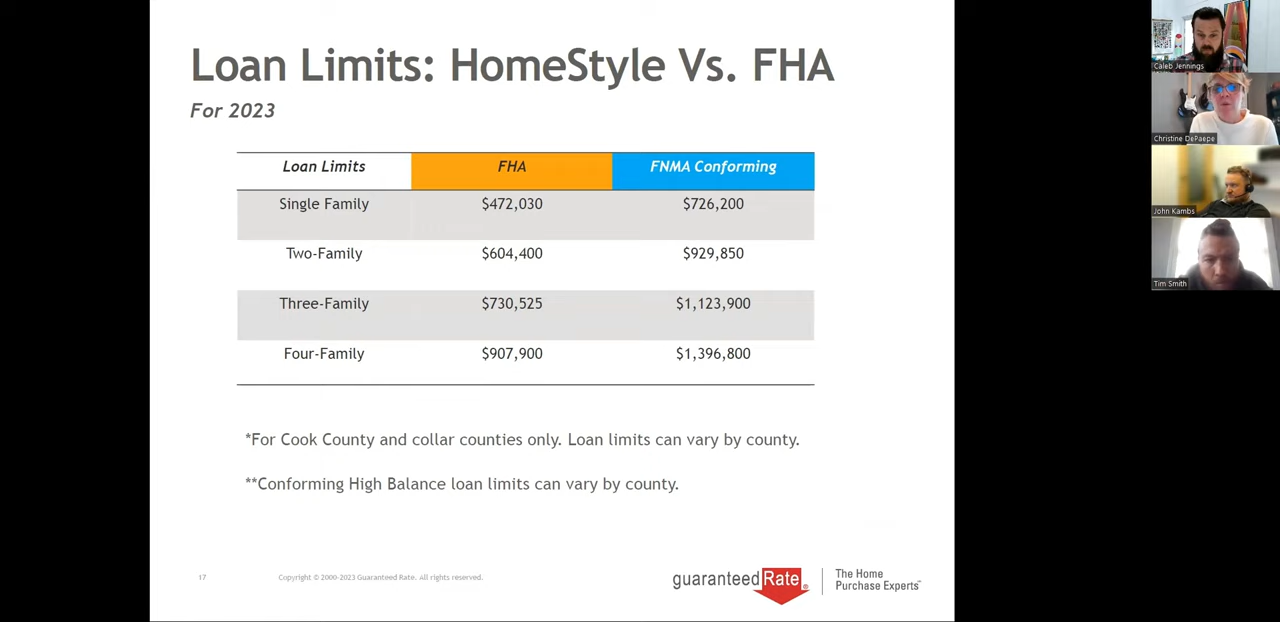 Loan Limits: HomeStyle Vs. FHA
For 2023
Loan Limits FHA FNMA Conforming
Single Family $472,030 $726,200
Two-Family $604,400 $929,850
Three-Family $730,525 $1,123,900
Four-Family $907,900 $1,396,800
*For Cook County and collar counties only. Loan limits can vary by county.
**Conforming High Balance loan limits can vary by county.
17 Copyright © 2000-2023 Guaranteed Rate. All rights reserved.
guaranteed Rate®
The Home
Purchase Experts℠
Caleb Jennings
Christine DePaepe
John Kambs
Tim Smith